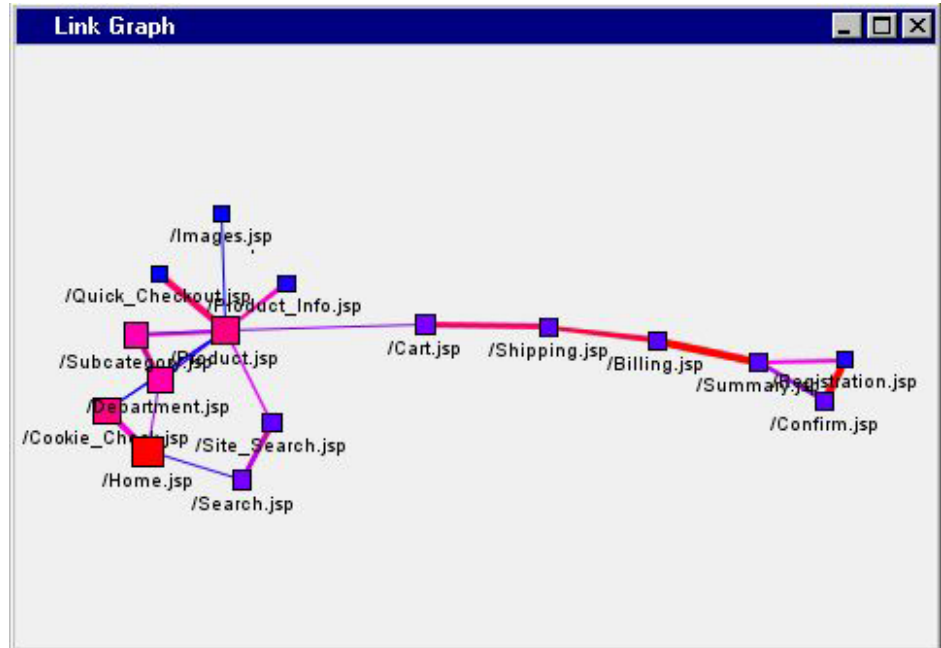 Link Graph
/Images.jsp
/Quick_Checkout.jsp
/Product_Info.jsp
/Cart.jsp
/Shipping.jsp
/Subcategory.jsp
/Product.jsp
/Billing.jsp
/Summary.jsp
/Registration.jsp
/Department.jsp
/Confirm.jsp
/Cookie_Check.jsp
/Site_Search.jsp
/Home.jsp
/Search.jsp